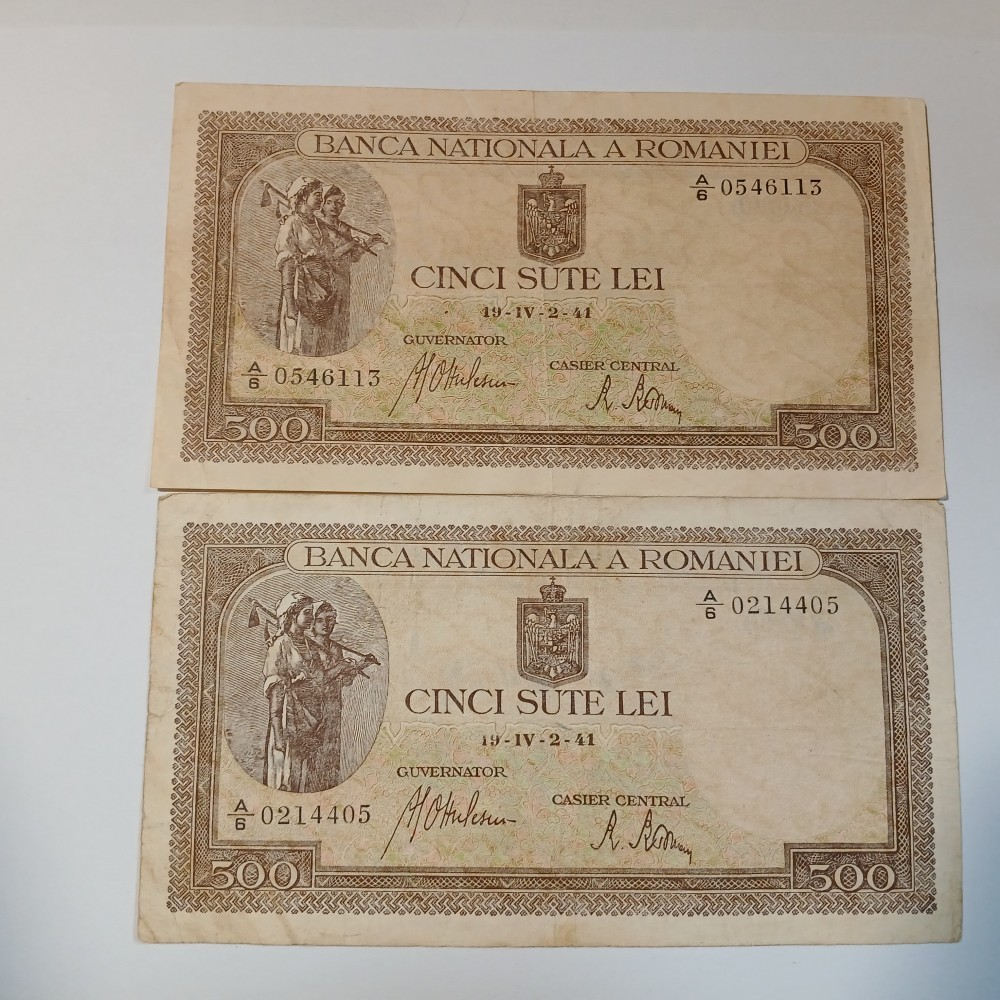 BANCA NATIONALA A ROMANIEI
A/6 0546113
CINCI SUTE LEI
19-IV-2-41
GUVERNATOR
CASIER CENTRAL
A/6 0546113
500
500
BANCA NATIONALA A ROMANIEI
A/6 0214405
CINCI SUTE LEI
19-IV-2-41
GUVERNATOR
CASIER CENTRAL
A/6 0214405
500
500